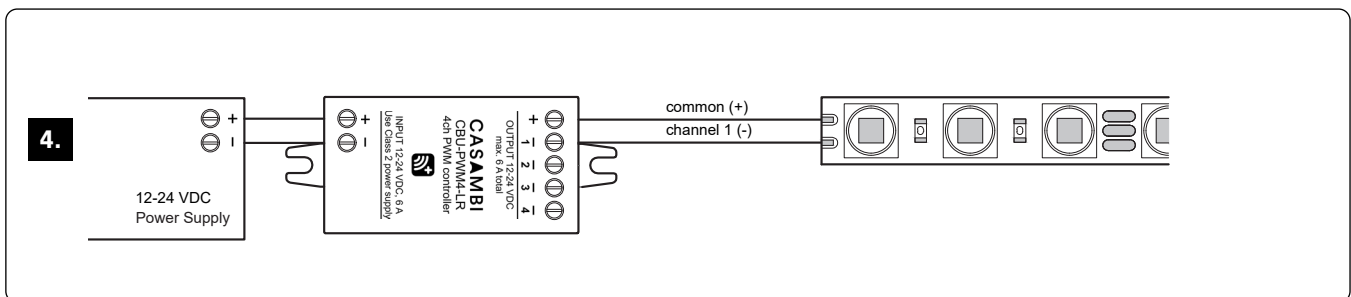 4.
+
−
12-24 VDC
Power Supply
+
−
INPUT 12-24 VDC, 6 A
Use Class 2 power supply
CASAMBI
CBU-PWM4-LR
4ch PWM controller
OUTPUT 12-24 VDC
max. 6 A total
+
1 −
2 −
3 −
4 −
common (+)
channel 1 (-)